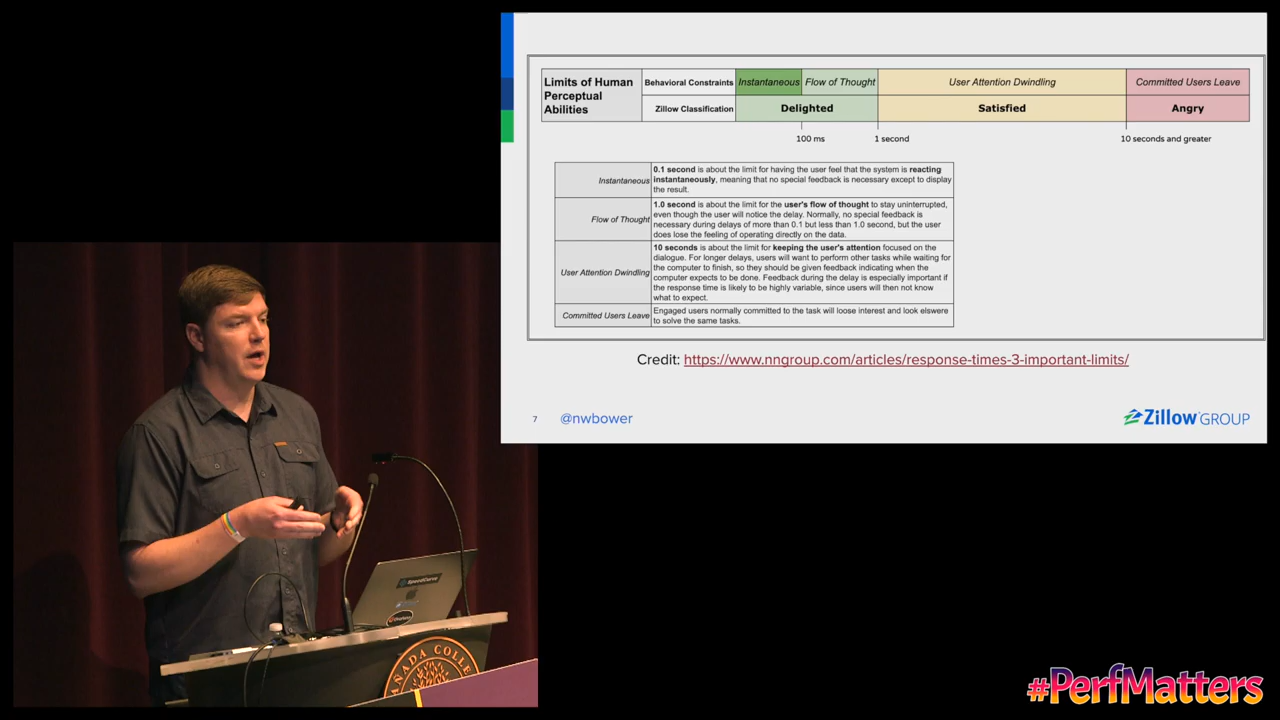 Limits of Human
Perceptual
Abilities
Behavioral Constraints
Instantaneous
Flow of Thought
User Attention Dwindling
Committed Users Leave
Zillow Classification
Delighted
Satisfied
Angry
100 ms
1 second
10 seconds and greater
Instantaneous
0.1 second is about the limit for having the user feel that the system is reacting
instantaneously, meaning that no special feedback is necessary except to display
the result.
Flow of Thought
1.0 second is about the limit for the user's flow of thought to stay uninterrupted,
even though the user will notice the delay. Normally, no special feedback is
necessary during delays of more than 0.1 but less than 1.0 second, but the user
does lose the feeling of operating directly on the data.
User Attention Dwindling
10 seconds is about the limit for keeping the user's attention focused on the
dialogue. For longer delays, users will want to perform other tasks while waiting for
the computer to finish, so they should be given feedback indicating when the
computer expects to be done. Feedback during the delay is especially important if
the response time is likely to be highly variable, since users will then not know
what to expect.
Committed Users Leave
Engaged users normally committed to the task will loose interest and look elswere
to solve the same tasks.
Credit: https://www.nngroup.com/articles/response-times-3-important-limits/
7
@nwbower
Zillow GROUP
SpeedCurve
AÑADA COLLE
#PerfMatters